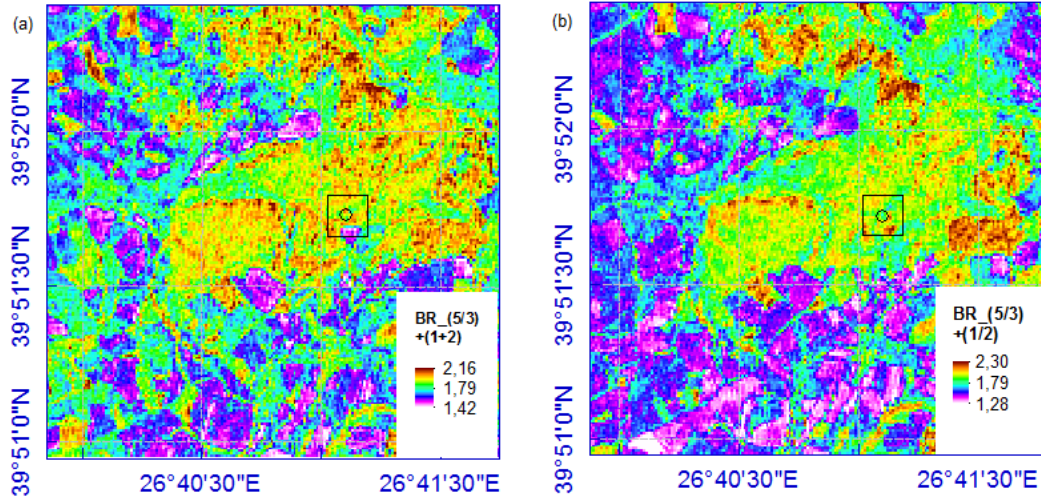 (a)
39°52'0"N
39°51'30"N
39°51'0"N
BR_(5/3)
+(1+2)
2,16
1,79
1,42
26°40'30"E
26°41'30"E
(b)
39°52'0"N
39°51'30"N
39°51'0"N
BR_(5/3)
+(1/2)
2,30
1,79
1,28
26°40'30"E
26°41'30"E